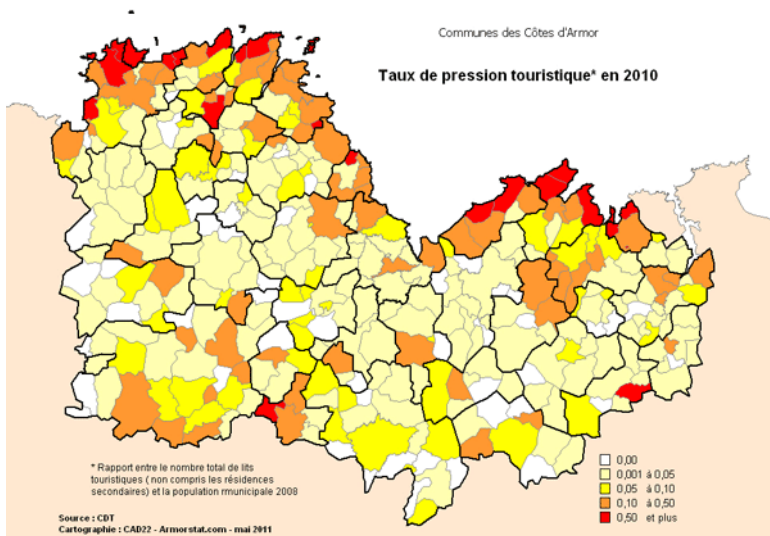 Communes des Côtes d'Armor
Taux de pression touristique* en 2010
* Rapport entre le nombre total de lits
touristiques ( non compris les résidences
secondaires) et la population municipale 2008
0,00
0,001 à 0,05
0,05 à 0,10
0,10 à 0,50
0,50 et plus
Source : CDT
Cartographie : CAD22 - Armorstat.com - mai 2011